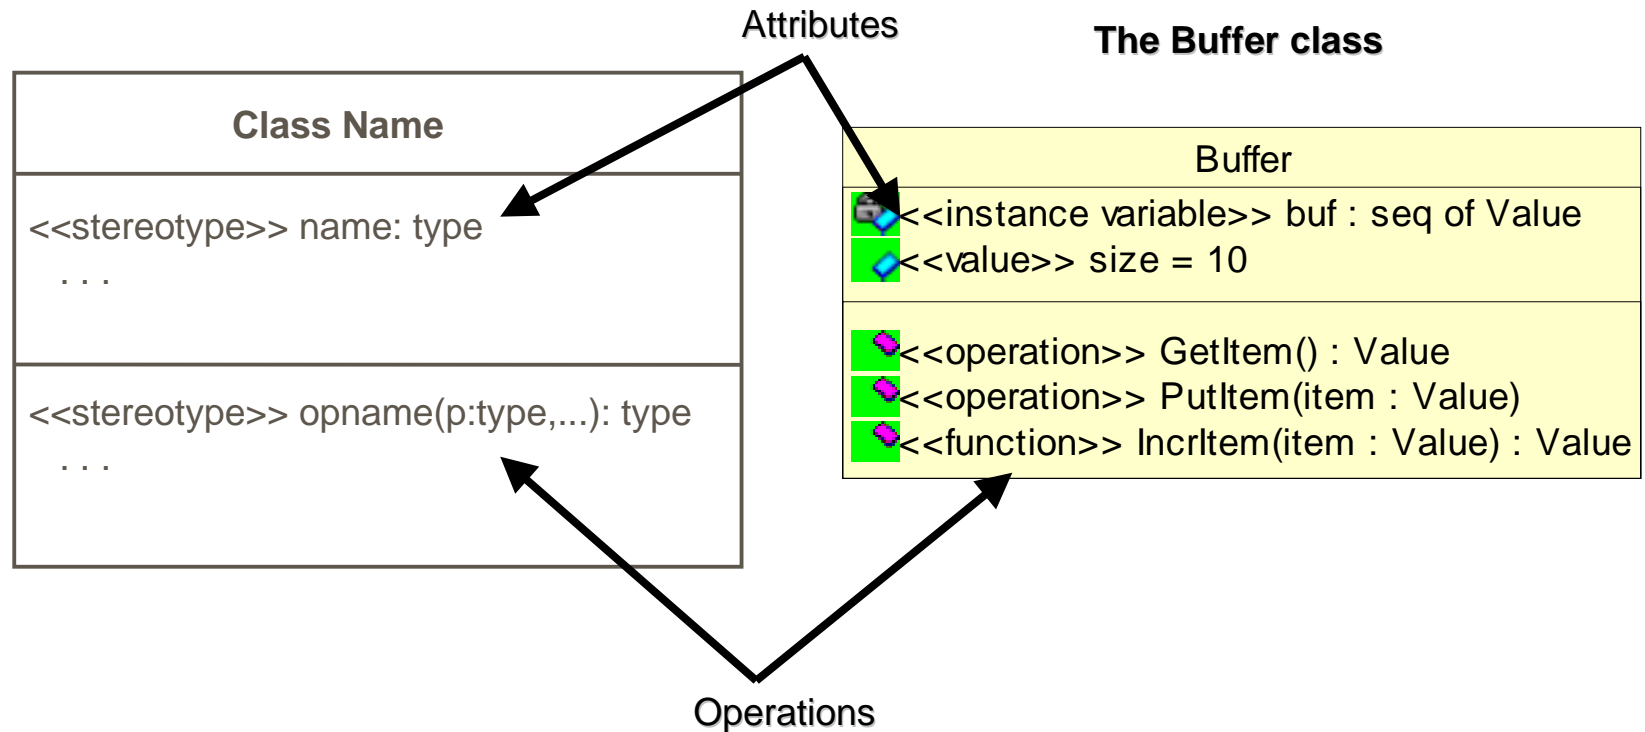 Attributes
The Buffer class
Class Name
<<stereotype>> name: type
. . .
<<stereotype>> opname(p:type,...): type
. . .
Buffer
<<instance variable>> buf : seq of Value
<<value>> size = 10
<<operation>> GetItem() : Value
<<operation>> PutItem(item : Value)
<<function>> IncrItem(item : Value) : Value
Operations